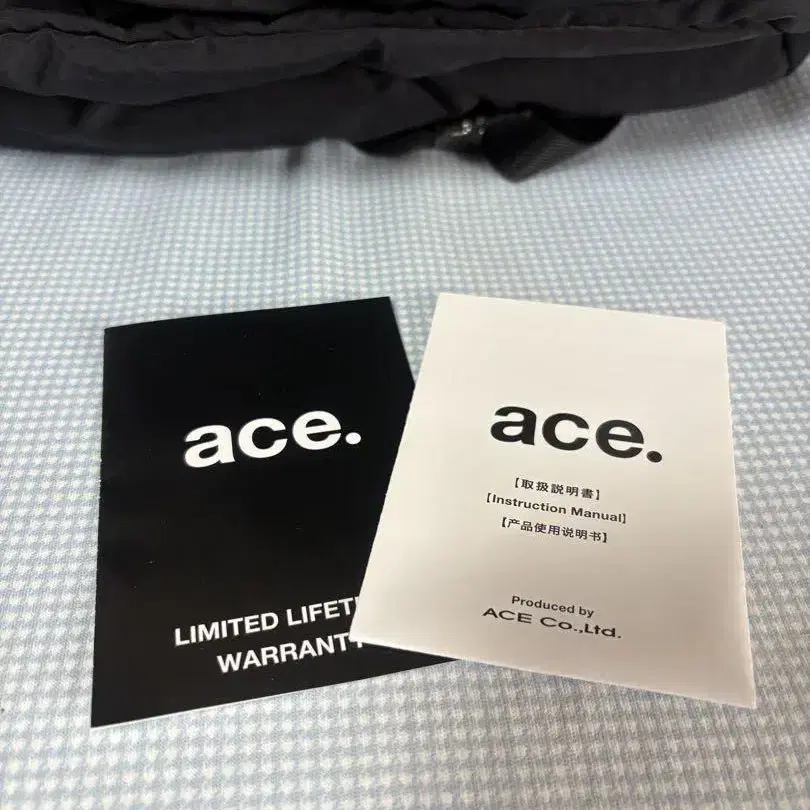 ace.
LIMITED LIFETI
WARRANT
ace.
【取扱説明書】
【Instruction Manual】
【产品使用说明书】
Produced by
ACE Co.,Ltd.